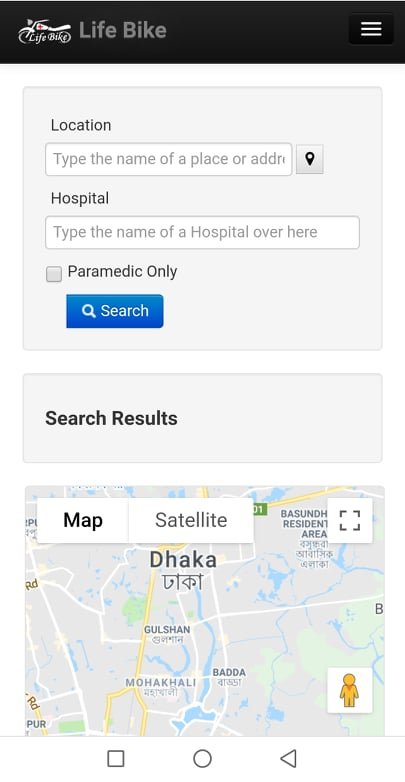 Life Bike Life Bike
Location
Type the name of a place or addr
Hospital
Type the name of a Hospital over here
Paramedic Only
Search
Search Results
Map Satellite
01
BASUNDH
RESIDENT
AREA
বসুন্ধরা
আবাসিক
এলাকা
Dhaka
ঢাকা
Rd
B
GULSHAN
গুলশান
BADDA
বাড্ডা
MOHAKHALI
মহাখালী
Rd
PUR